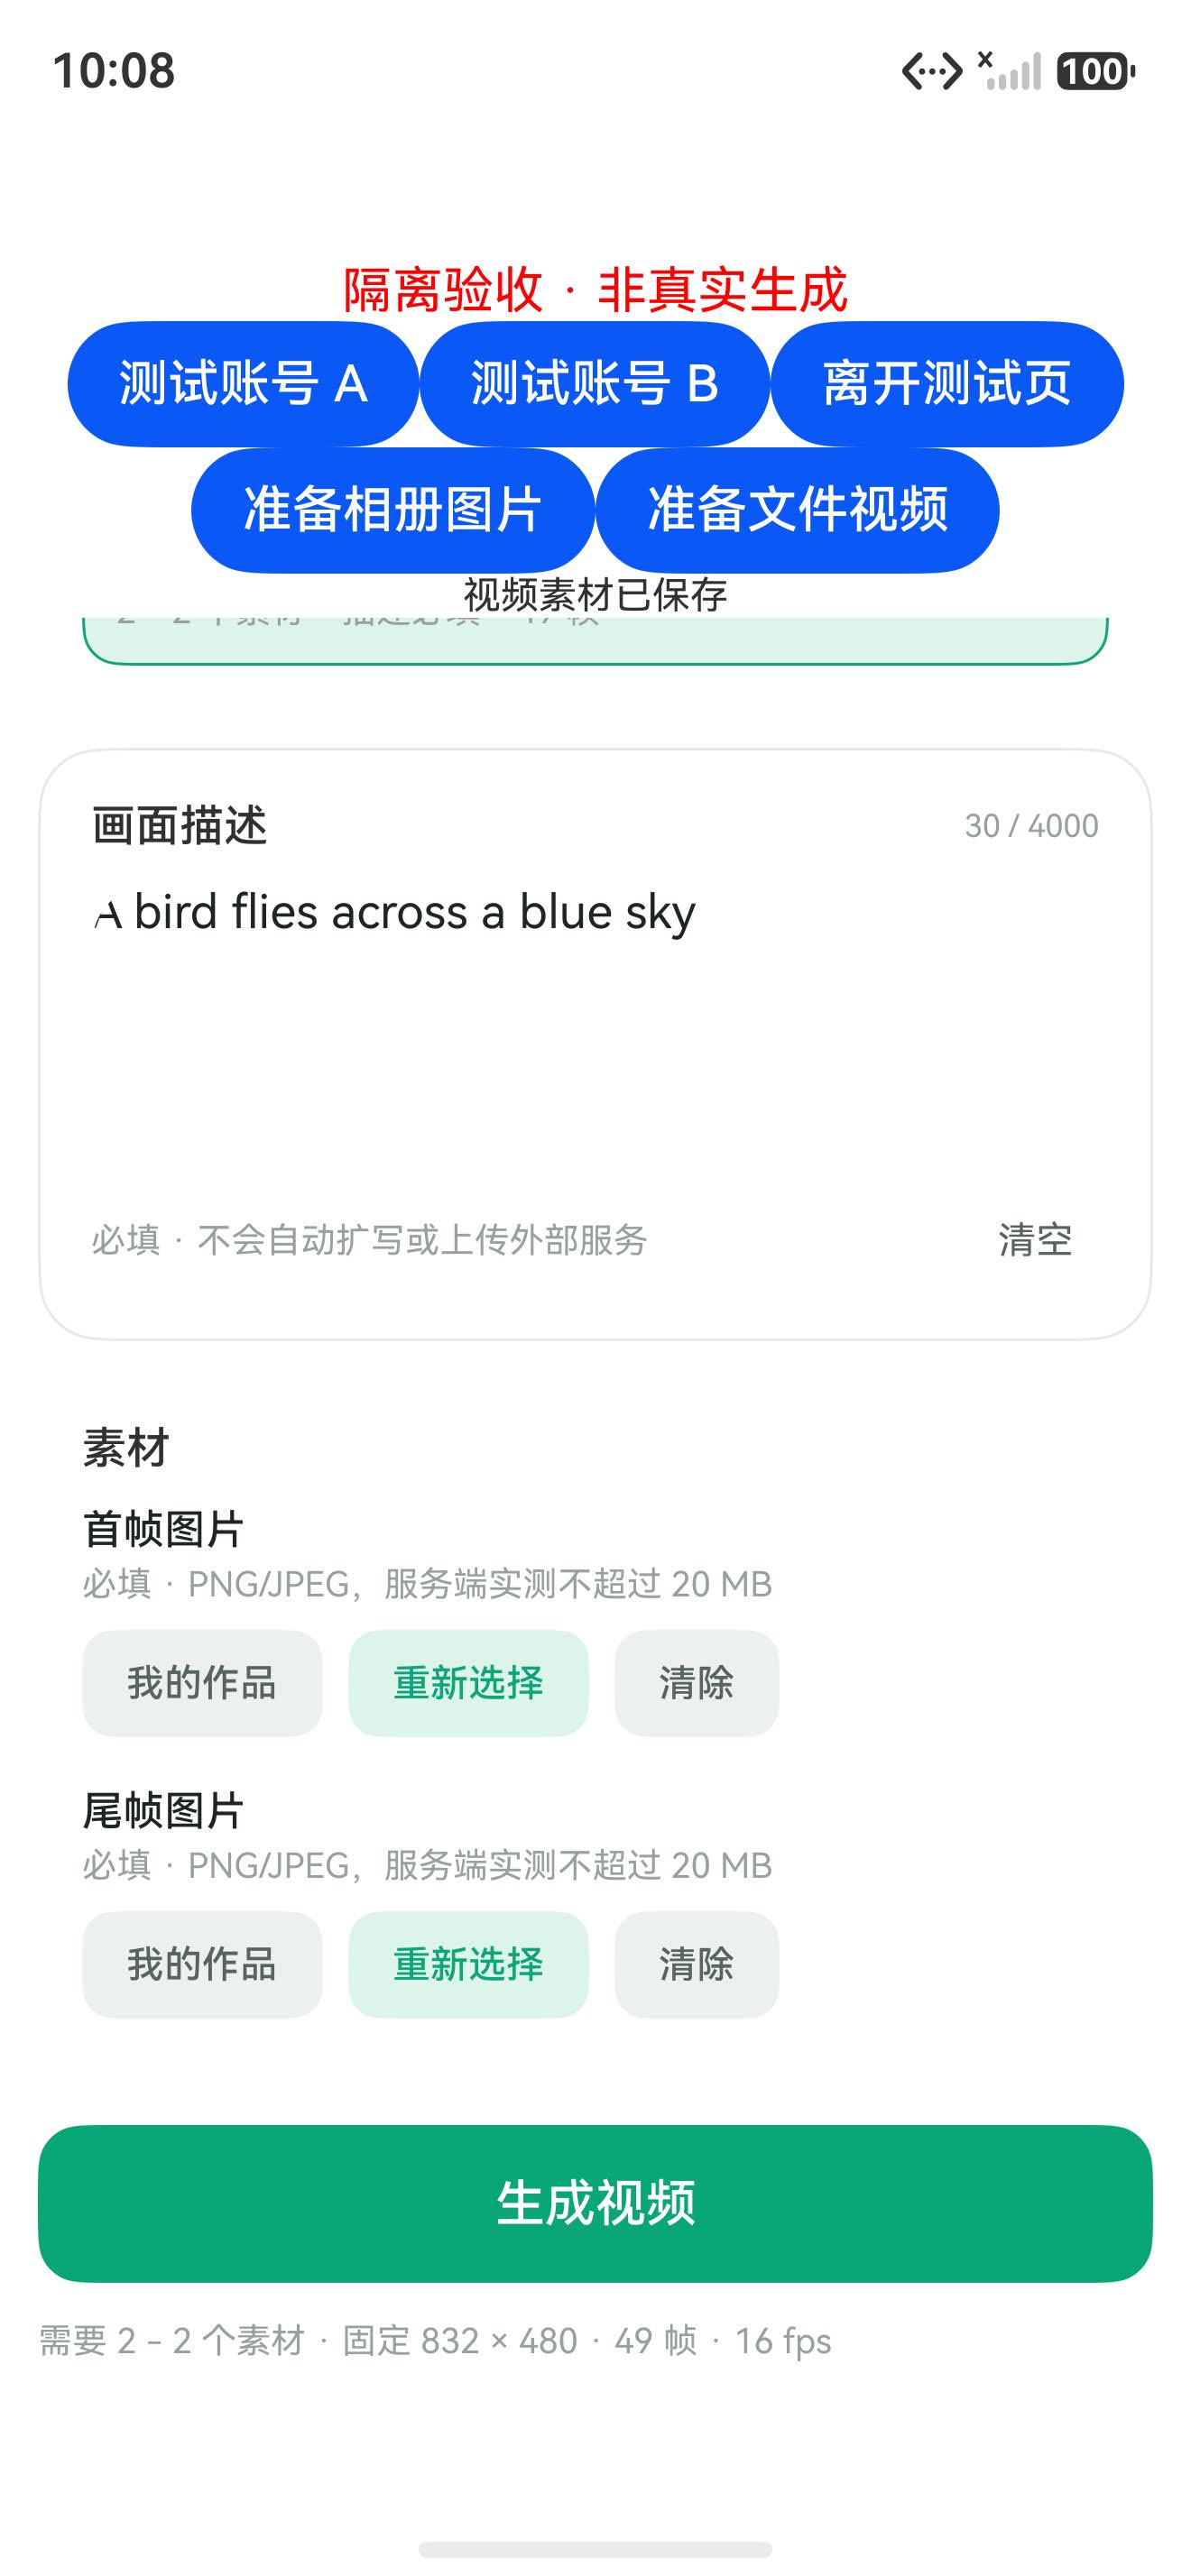 10:08
100
隔离验收 · 非真实生成
测试账号 A
测试账号 B
离开测试页
准备相册图片
准备文件视频
视频素材已保存
画面描述
30 / 4000
A bird flies across a blue sky
必填 · 不会自动扩写或上传外部服务
清空
素材
首帧图片
必填 · PNG/JPEG，服务端实测不超过 20 MB
我的作品
重新选择
清除
尾帧图片
必填 · PNG/JPEG，服务端实测不超过 20 MB
我的作品
重新选择
清除
生成视频
需要 2 – 2 个素材 · 固定 832 × 480 · 49 帧 · 16 fps